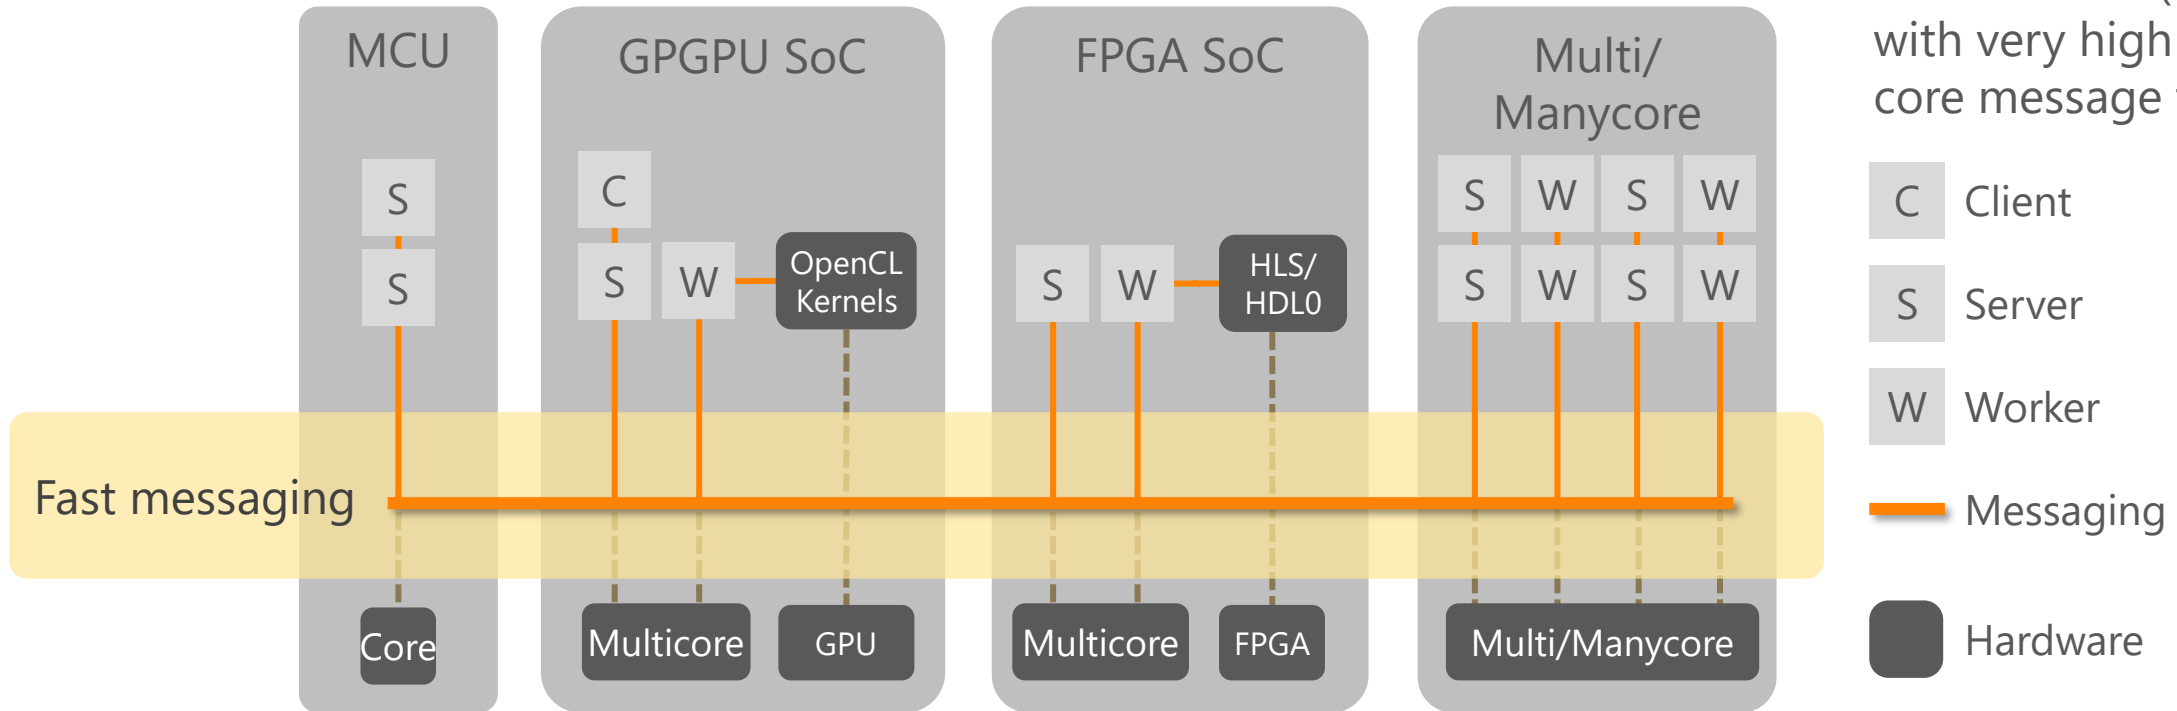 MCU
S
S
Core
GPGPU SoC
C
S
W
OpenCL
Kernels
Multicore
GPU
FPGA SoC
S
W
HLS/
HDL0
Multicore
FPGA
Multi/
Manycore
S W S W
S W S W
Multi/Manycore
Fast messaging
with very high
core message
C Client
S Server
W Worker
Messaging
Hardware